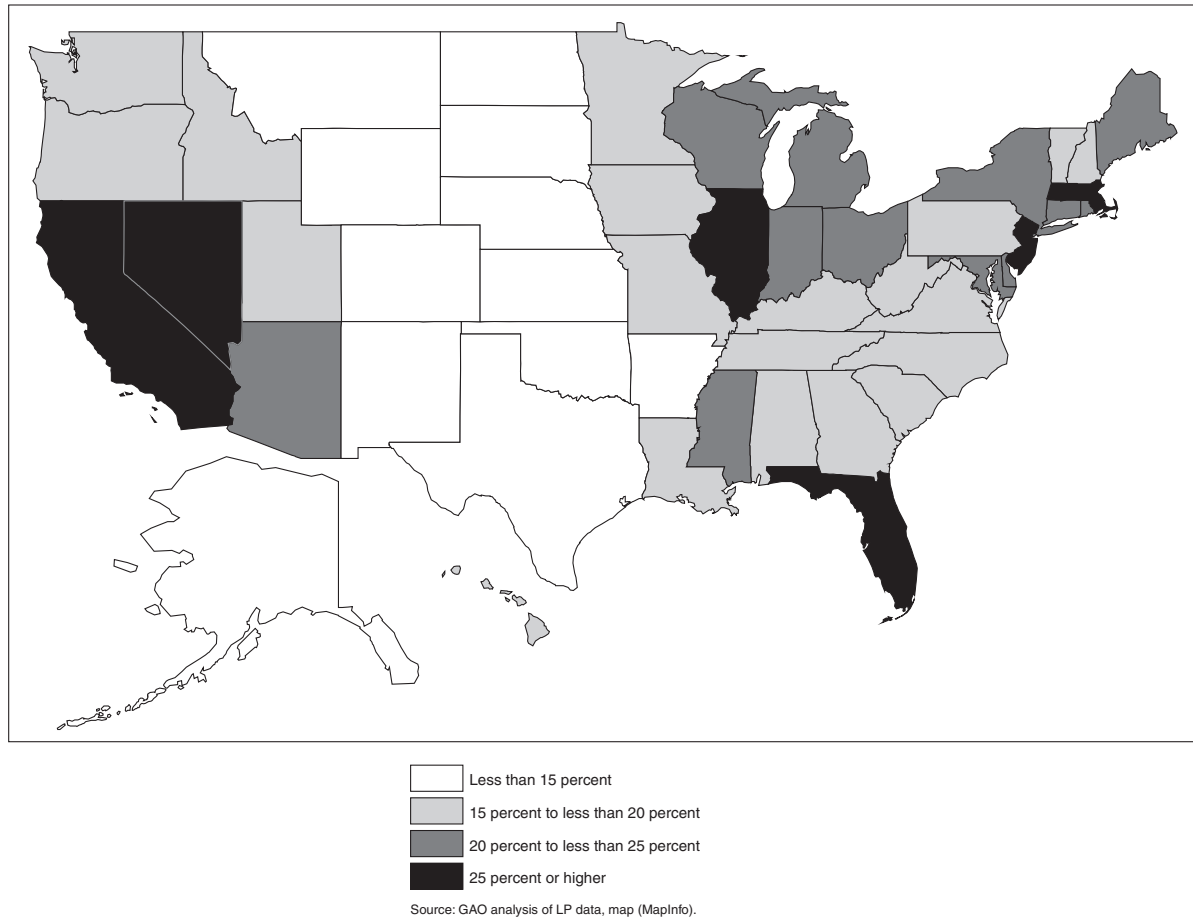 Less than 15 percent
15 percent to less than 20 percent
20 percent to less than 25 percent
25 percent or higher
Source: GAO analysis of LP data, map (MapInfo).